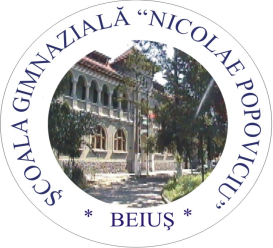 ŞCOALA GIMNAZIALĂ “NICOLAE POPOVICIU”
* BEIUŞ *